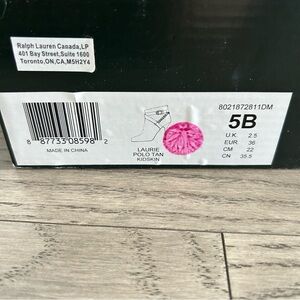 Ralph Lauren Canada,LP
401 Bay Street,Suite 1600
Toronto,ON,CA,M5H2Y4
8021872811DM
5B
U.K. 2.5
EUR 36
CM 22
CN 35.5
8 87733 08598 2
MADE IN CHINA
LAURIE
POLO TAN
KIDSKIN